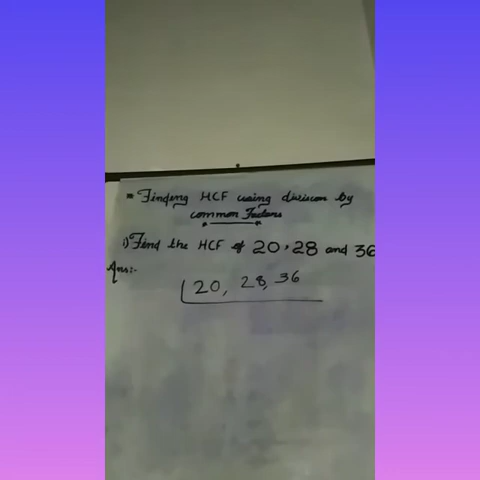 = Finding HCF using division by
common Factors
i) Find the HCF of 20, 28 and 36
Ans:-
20, 28, 36